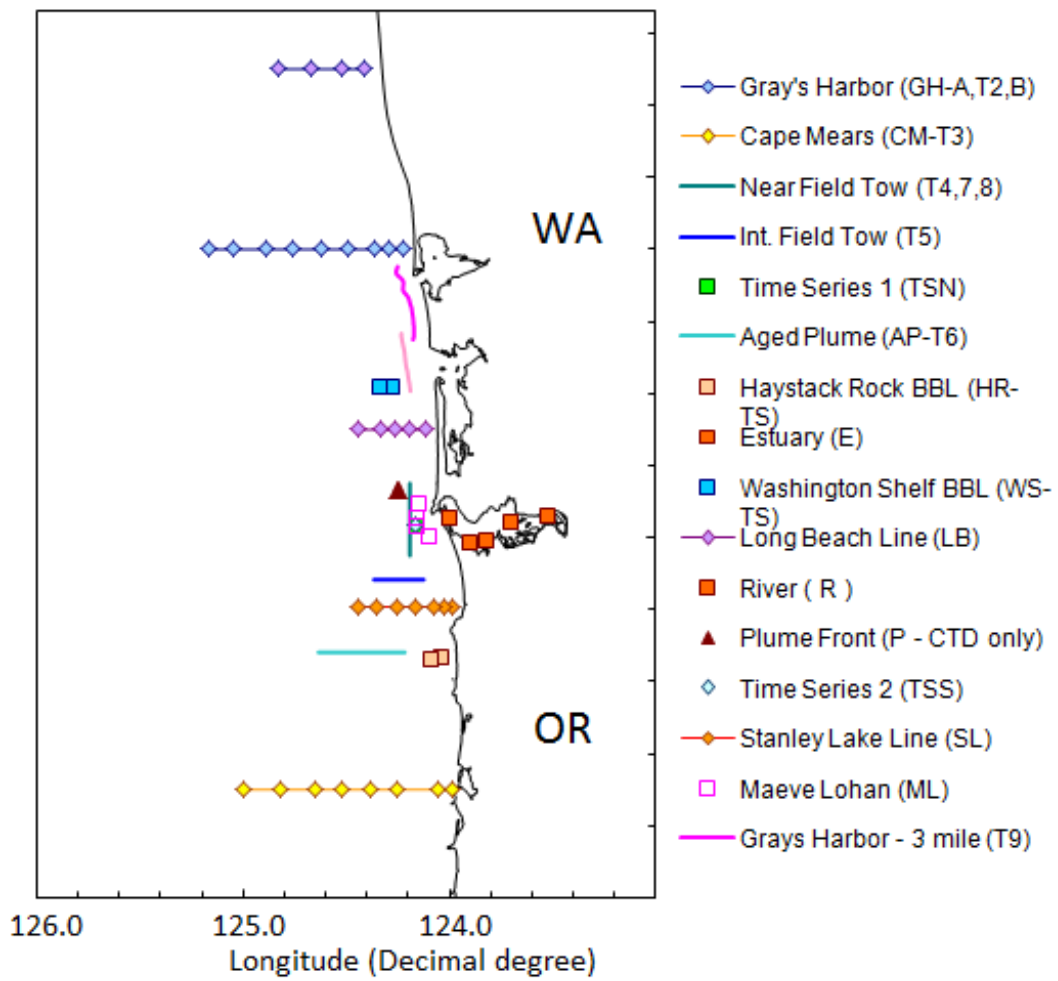 WA
OR
126.0 125.0 124.0
Longitude (Decimal degree)
Gray's Harbor (GH-A,T2,B)
Cape Mears (CM-T3)
Near Field Tow (T4,7,8)
Int. Field Tow (T5)
Time Series 1 (TSN)
Aged Plume (AP-T6)
Haystack Rock BBL (HR-
TS)
Estuary (E)
Washington Shelf BBL (WS-
TS)
Long Beach Line (LB)
River ( R )
Plume Front (P - CTD only)
Time Series 2 (TSS)
Stanley Lake Line (SL)
Maeve Lohan (ML)
Grays Harbor - 3 mile (T9)